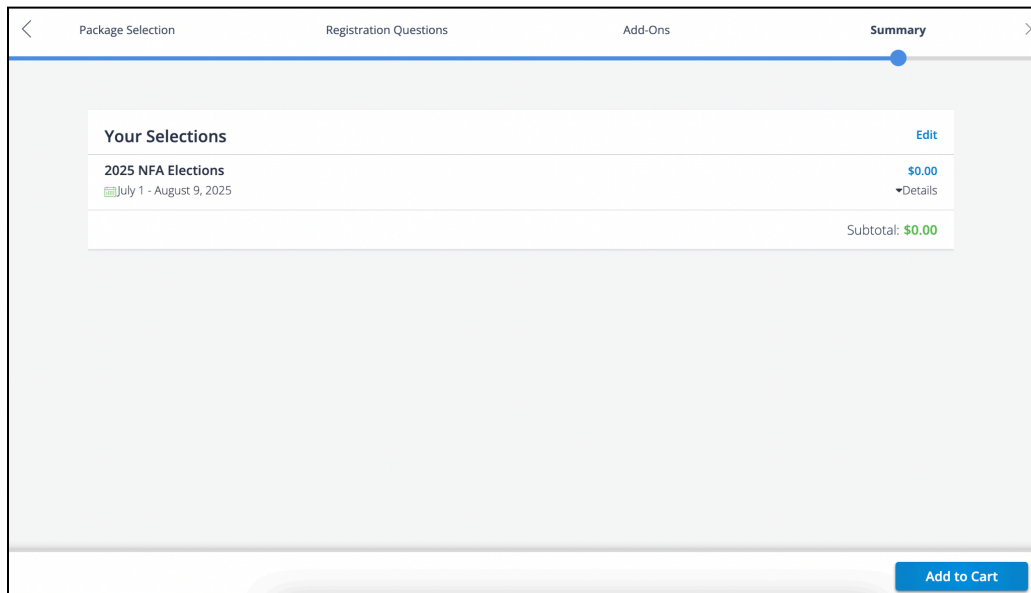 Package Selection Registration Questions Add-Ons Summary
Your Selections Edit
2025 NFA Elections $0.00
July 1 - August 9, 2025 Details
Subtotal: $0.00
Add to Cart